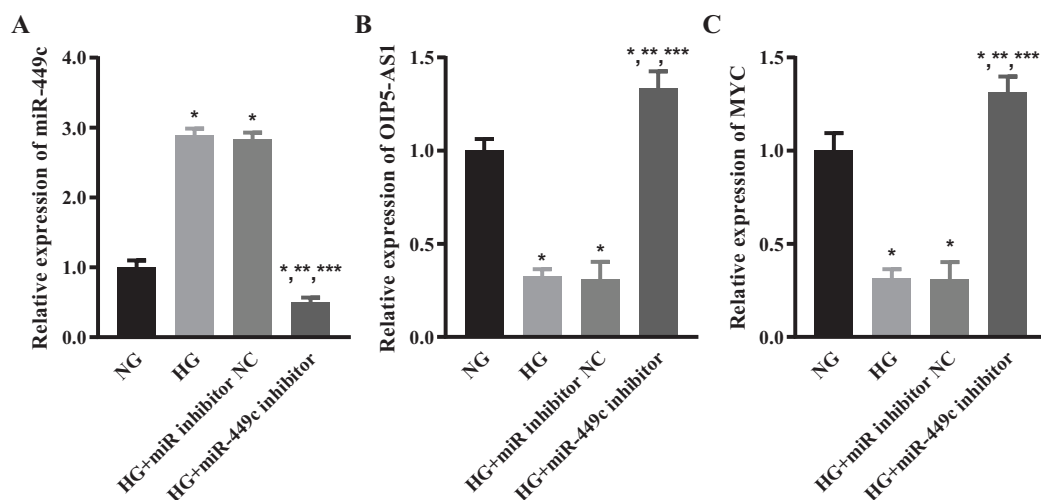 A
Relative expression of miR-449c
4.0
3.0
2.0
1.0
0.0
*
*
*,**,***
NG
HG
HG+miR inhibitor NC
HG+miR-449c inhibitor
B
Relative expression of OIP5-AS1
1.5
1.0
0.5
0.0
*
*
*,**,***
NG
HG
HG+miR inhibitor NC
HG+miR-449c inhibitor
C
Relative expression of MYC
1.5
1.0
0.5
0.0
*
*
*,**,***
NG
HG
HG+miR inhibitor NC
HG+miR-449c inhibitor